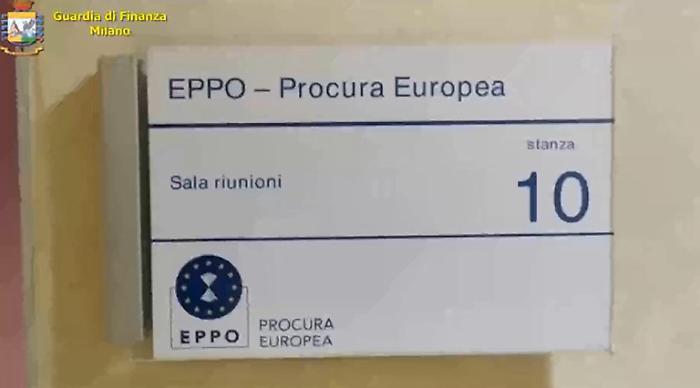 Guardia di Finanza
Milano
EPPO – Procura Europea
stanza
Sala riunioni
10
EPPO
PROCURA
EUROPEA